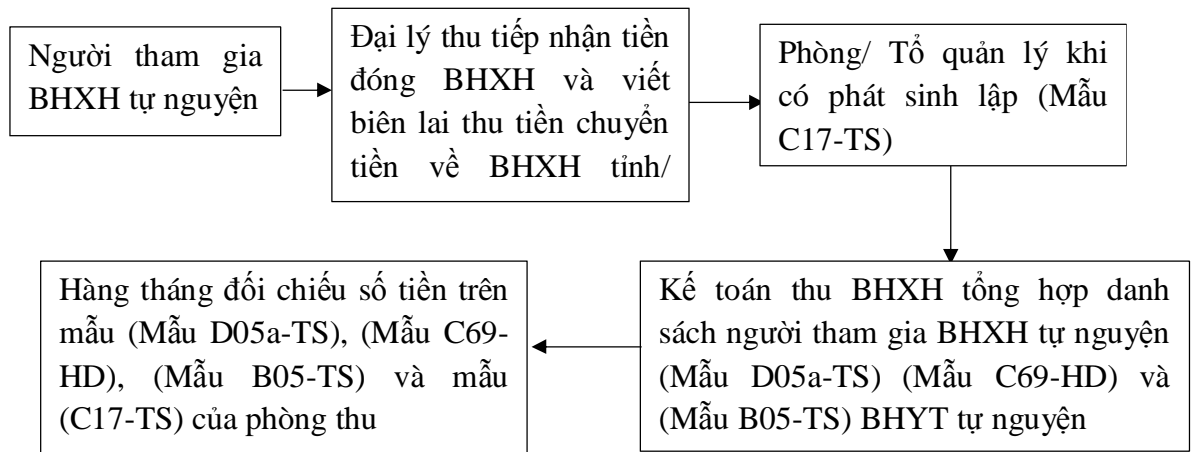 Người tham gia
BHXH tự nguyện
Đại lý thu tiếp nhận tiền
đóng BHXH và viết
biên lai thu tiền chuyển
tiền về BHXH tỉnh/
Phòng/ Tổ quản lý khi
có phát sinh lập (Mẫu
C17-TS)
Kế toán thu BHXH tổng hợp danh
sách người tham gia BHXH tự nguyện
(Mẫu D05a-TS) (Mẫu C69-HD) và
(Mẫu B05-TS) BHYT tự nguyện
Hàng tháng đối chiếu số tiền trên
mẫu (Mẫu D05a-TS), (Mẫu C69-
HD), (Mẫu B05-TS) và mẫu
(C17-TS) của phòng thu